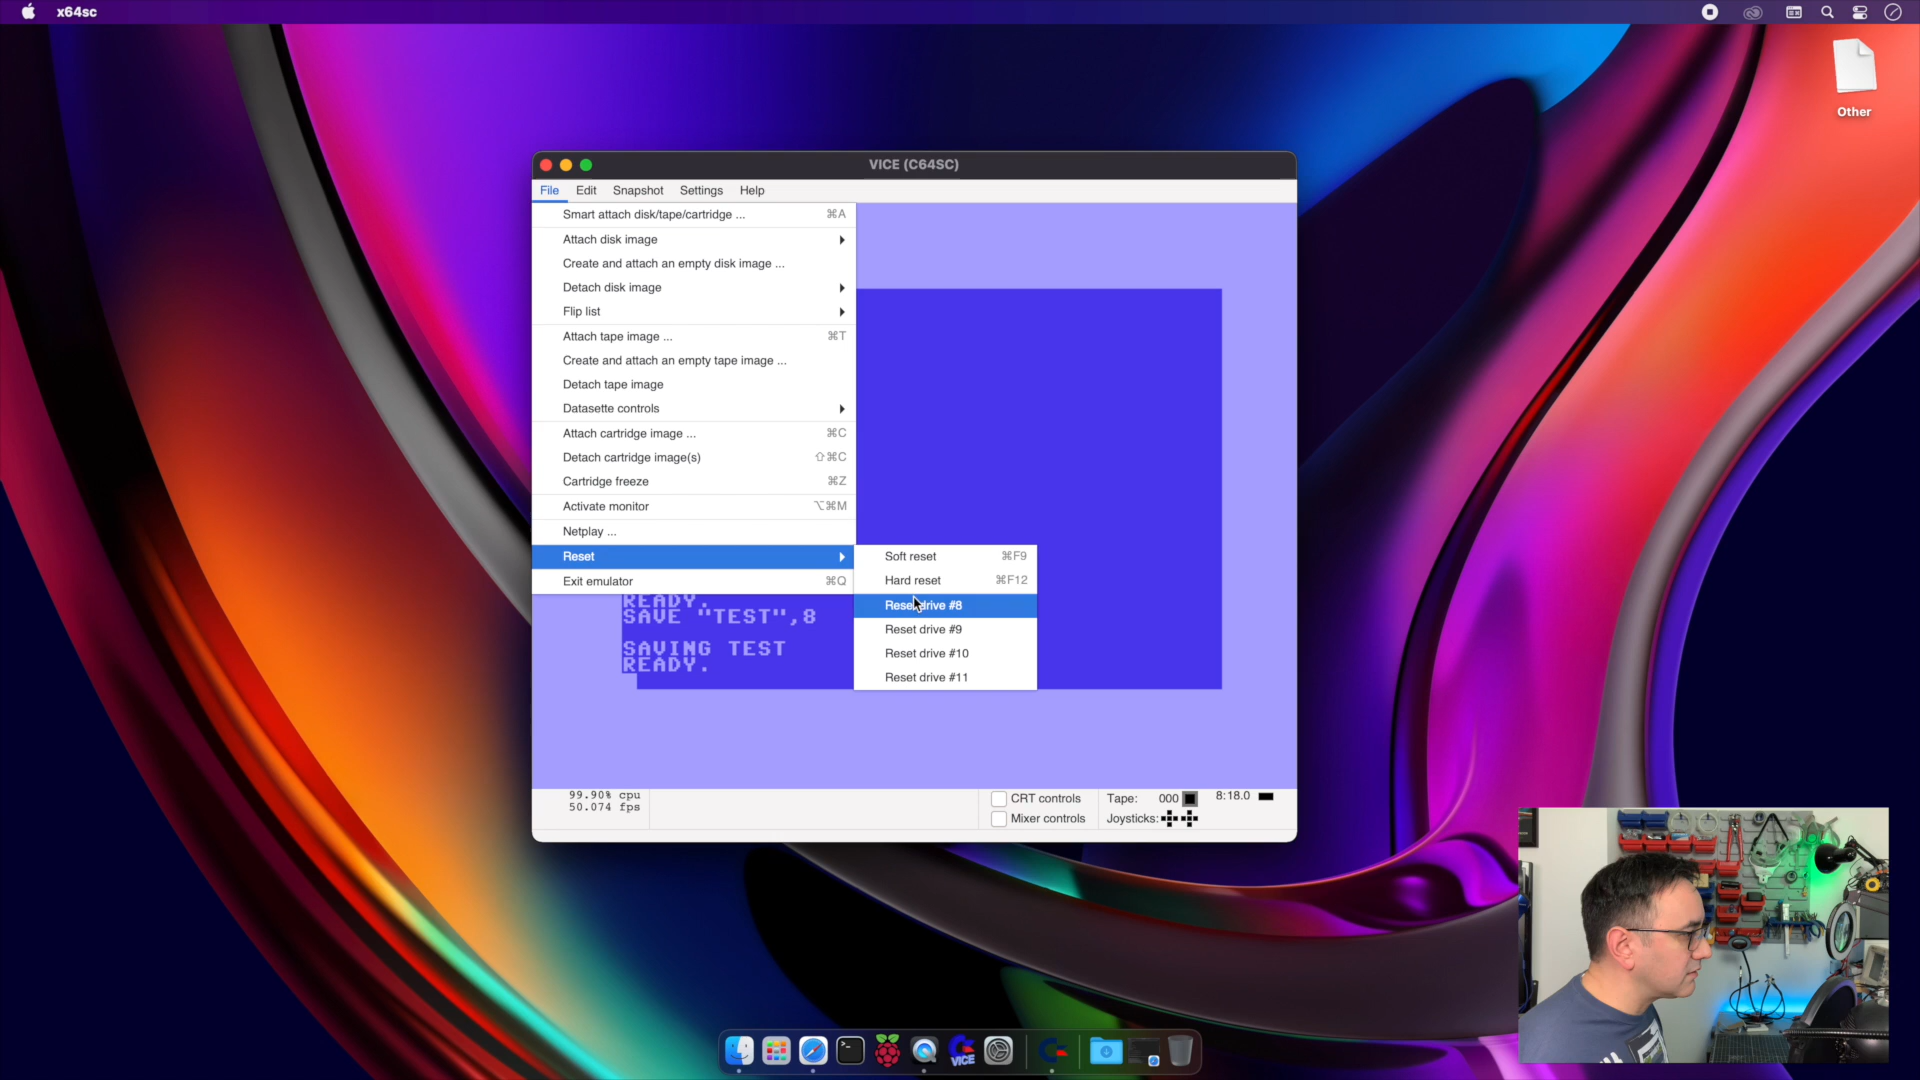 x64sc
Other
VICE (C64SC)
File Edit Snapshot Settings Help
Smart attach disk/tape/cartridge ... ⌘A
Attach disk image
Create and attach an empty disk image ...
Detach disk image
Flip list
Attach tape image ... ⌘T
Create and attach an empty tape image ...
Detach tape image
Datasette controls
Attach cartridge image ... ⌘C
Detach cartridge image(s) ⇧⌘C
Cartridge freeze ⌘Z
Activate monitor ⌥⌘M
Netplay ...
Reset
Exit emulator ⌘Q
Soft reset ⌘F9
Hard reset ⌘F12
Reset drive #8
Reset drive #9
Reset drive #10
Reset drive #11
READY.
SAVE "TEST",8
SAVING TEST
READY.
99.90% cpu
50.074 fps
CRT controls
Mixer controls
Tape: 000
Joysticks:
8:18.0
VICE